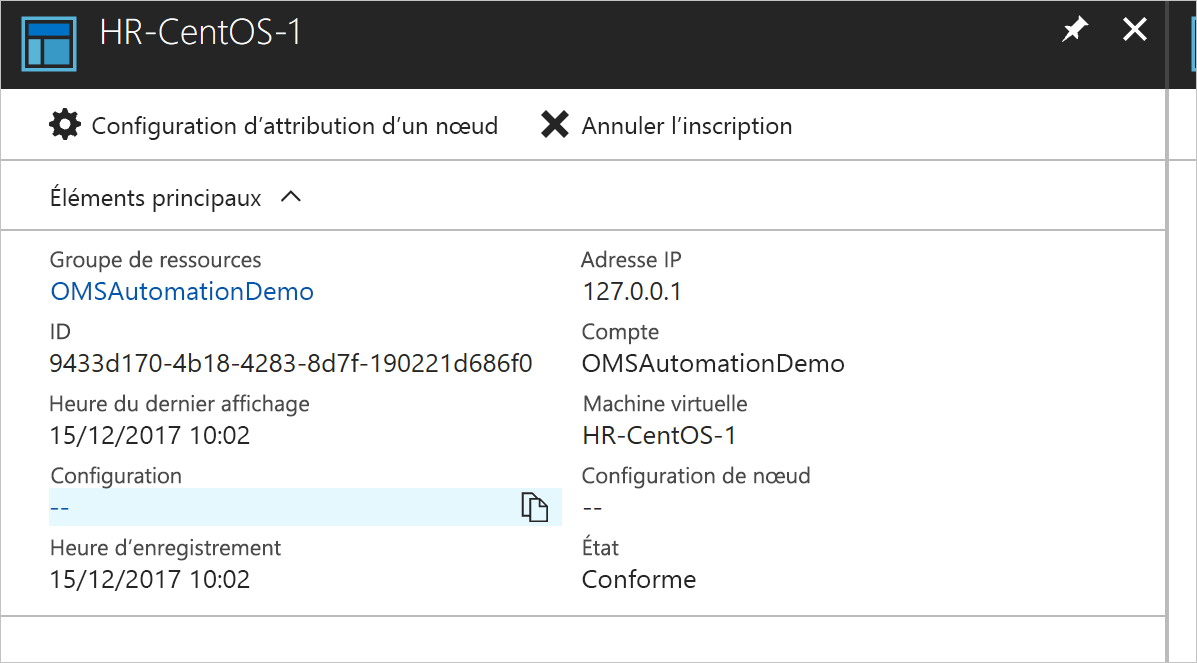 HR-CentOS-1
Configuration d’attribution d’un nœud
Annuler l’inscription
Éléments principaux
Groupe de ressources
OMSAutomationDemo
Adresse IP
127.0.0.1
ID
9433d170-4b18-4283-8d7f-190221d686f0
Compte
OMSAutomationDemo
Heure du dernier affichage
15/12/2017 10:02
Machine virtuelle
HR-CentOS-1
Configuration
--
Configuration de nœud
--
Heure d’enregistrement
15/12/2017 10:02
État
Conforme